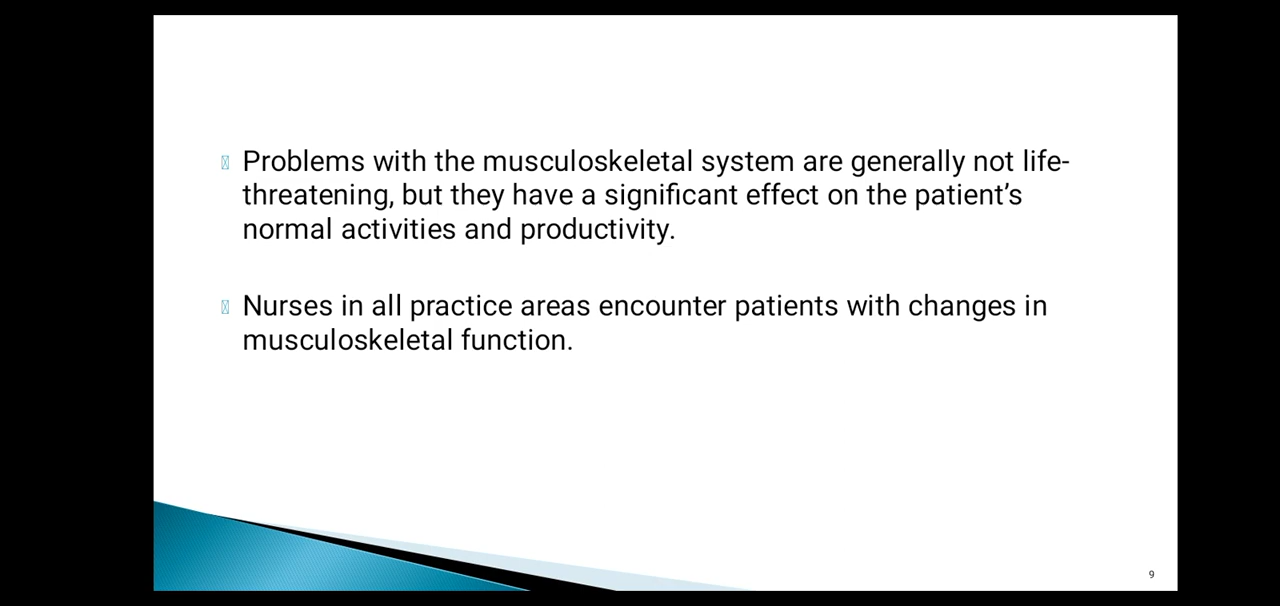 Problems with the musculoskeletal system are generally not life-
threatening, but they have a significant effect on the patient’s
normal activities and productivity.
Nurses in all practice areas encounter patients with changes in
musculoskeletal function.
9